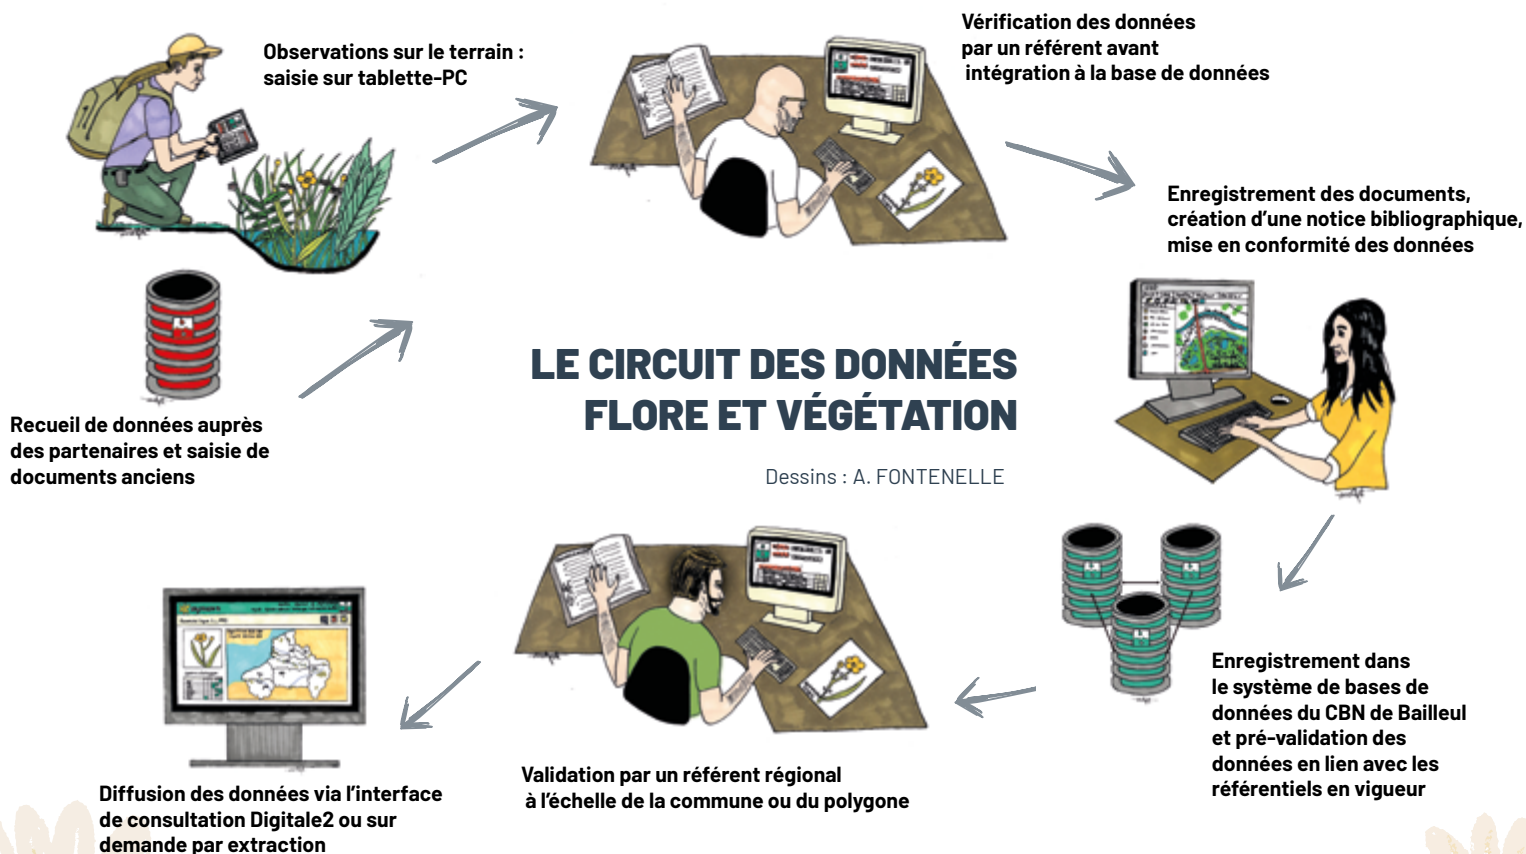 Observations sur le terrain :
saisie sur tablette-PC
Vérification des données
par un référent avant
intégration à la base de données
Enregistrement des documents,
création d'une notice bibliographique,
mise en conformité des données
LE CIRCUIT DES DONNÉES
FLORE ET VÉGÉTATION
Dessins : A. FONTENELLE
Recueil de données auprès
des partenaires et saisie de
documents anciens
Enregistrement dans
le système de bases de
données du CBN de Bailleul
et pré-validation des
données en lien avec les
référentiels en vigueur
Validation par un référent régional
à l'échelle de la commune ou du polygone
Diffusion des données via l'interface
de consultation Digitale2 ou sur
demande par extraction